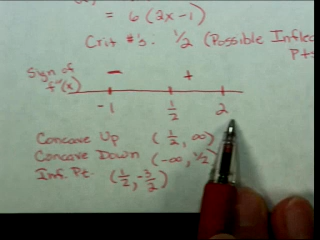 = 6(2x-1)
Crit #'s: 1/2 (Possible Inflec
Pts
Sign of - +
f''(x)
-1 1/2 2
Concave Up (1/2, ∞)
Concave Down (-∞, 1/2)
Inf. Pt. (1/2, -3/2)